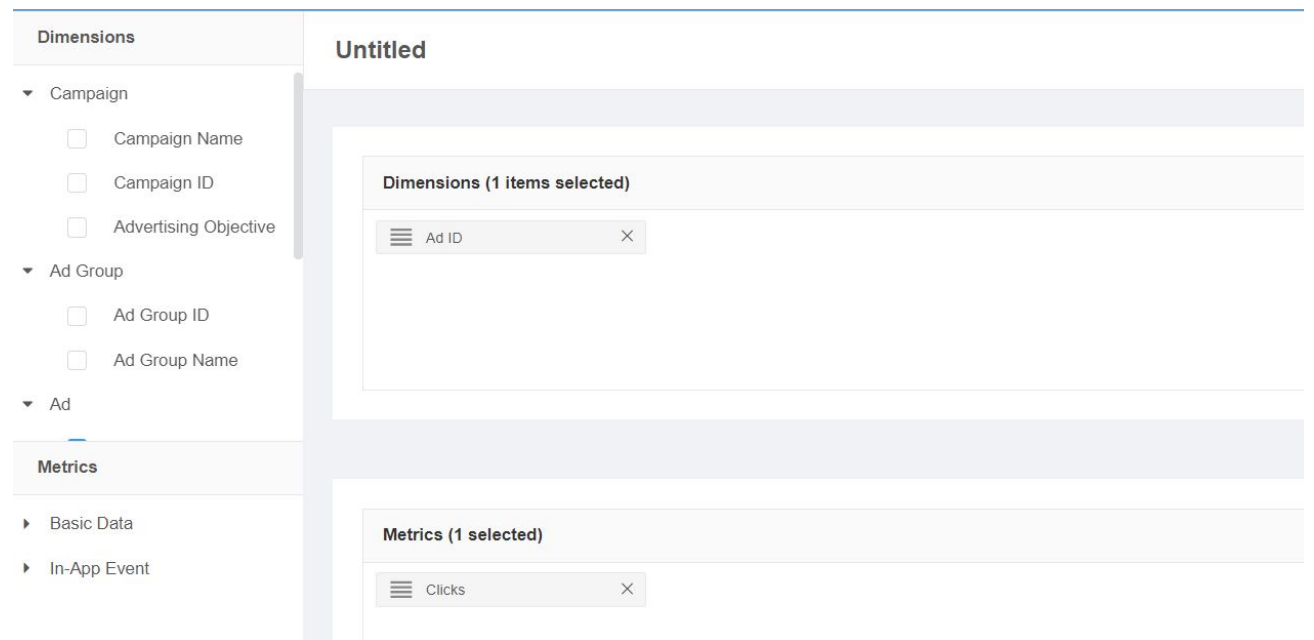 Dimensions
Campaign
Campaign Name
Campaign ID
Advertising Objective
Ad Group
Ad Group ID
Ad Group Name
Ad
Metrics
Basic Data
In-App Event
Untitled
Dimensions (1 items selected)
Ad ID
Metrics (1 selected)
Clicks